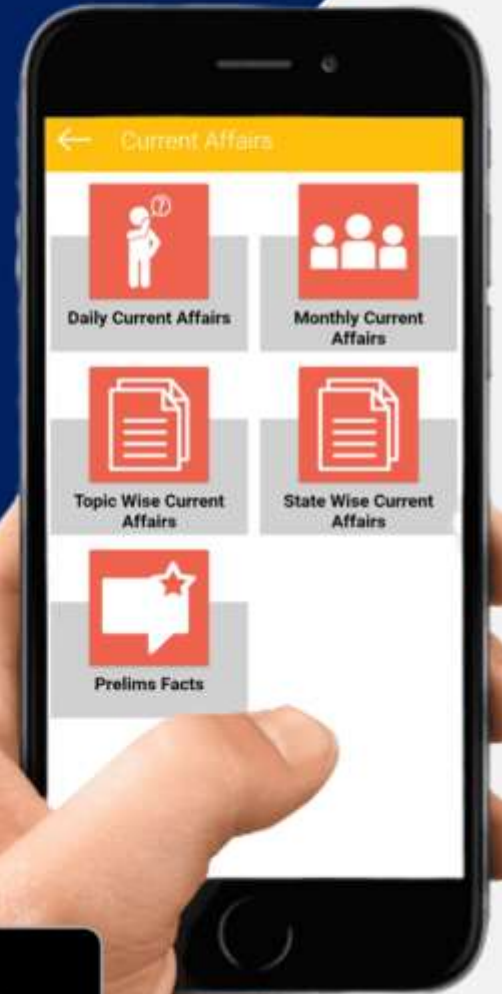 Current Affairs
Daily Current Affairs
Monthly Current
Affairs
Topic Wise Current
Affairs
State Wise Current
Affairs
Prelims Facts